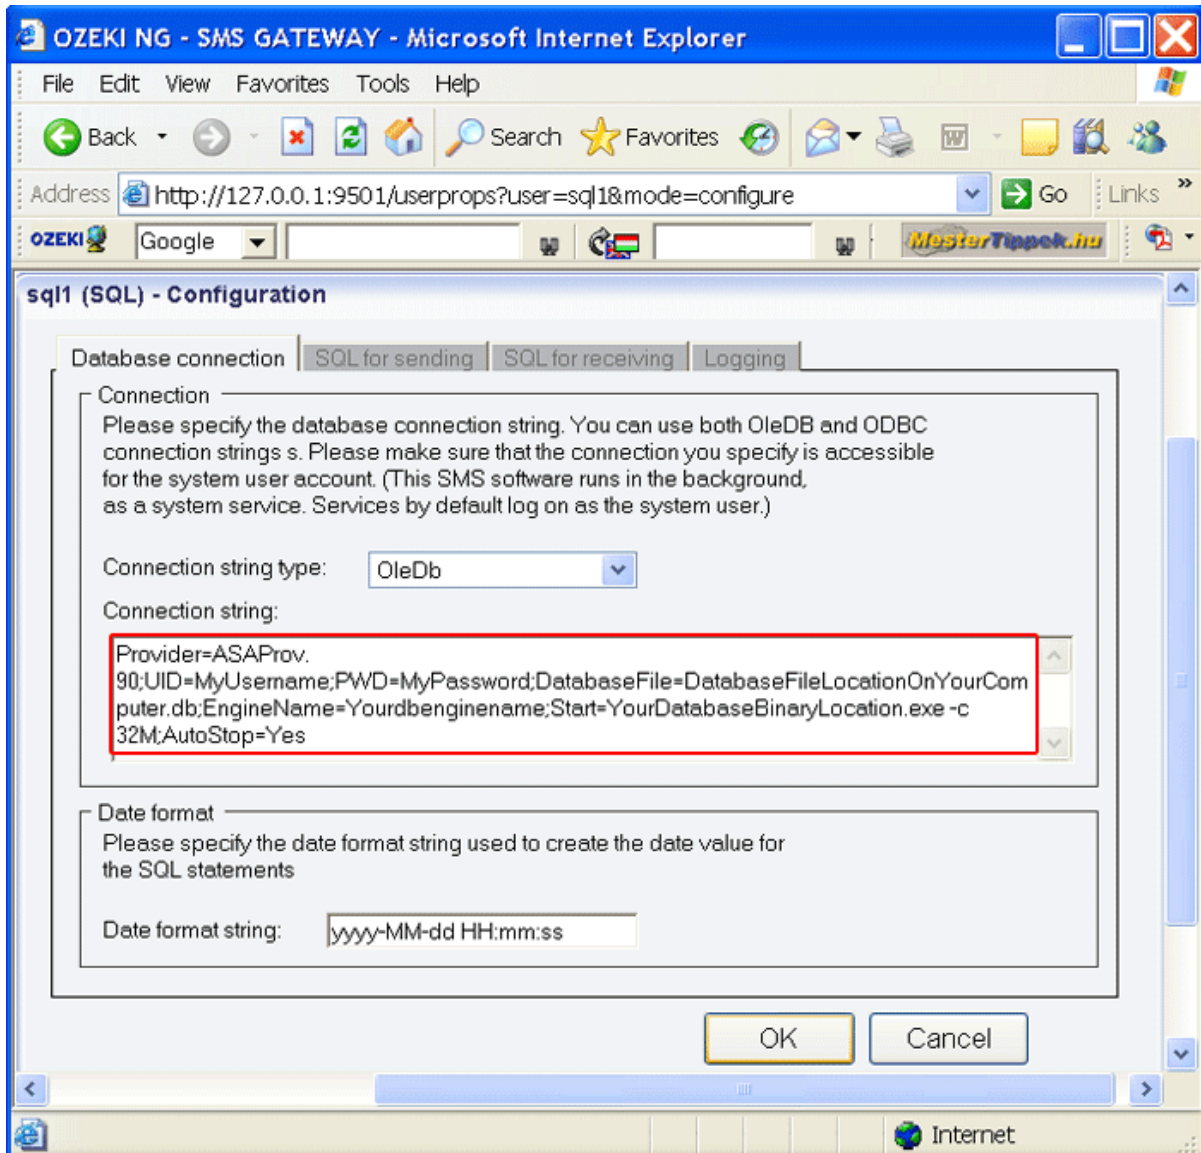 OZEKI NG - SMS GATEWAY - Microsoft Internet Explorer
File Edit View Favorites Tools Help
Back Search Favorites
Address http://127.0.0.1:9501/userprops?user=sql1&mode=configure Go Links »
OZEKI Google MesterTippek.hu
sql1 (SQL) - Configuration
Database connection SQL for sending SQL for receiving Logging
Connection
Please specify the database connection string. You can use both OleDB and ODBC
connection strings s. Please make sure that the connection you specify is accessible
for the system user account. (This SMS software runs in the background,
as a system service. Services by default log on as the system user.)
Connection string type: OleDb
Connection string:
Provider=ASAProv.
90;UID=MyUsername;PWD=MyPassword;DatabaseFile=DatabaseFileLocationOnYourCom
puter.db;EngineName=Yourdbenginename;Start=YourDatabaseBinaryLocation.exe -c
32M;AutoStop=Yes
Date format
Please specify the date format string used to create the date value for
the SQL statements
Date format string: yyyy-MM-dd HH:mm:ss
OK Cancel
Internet